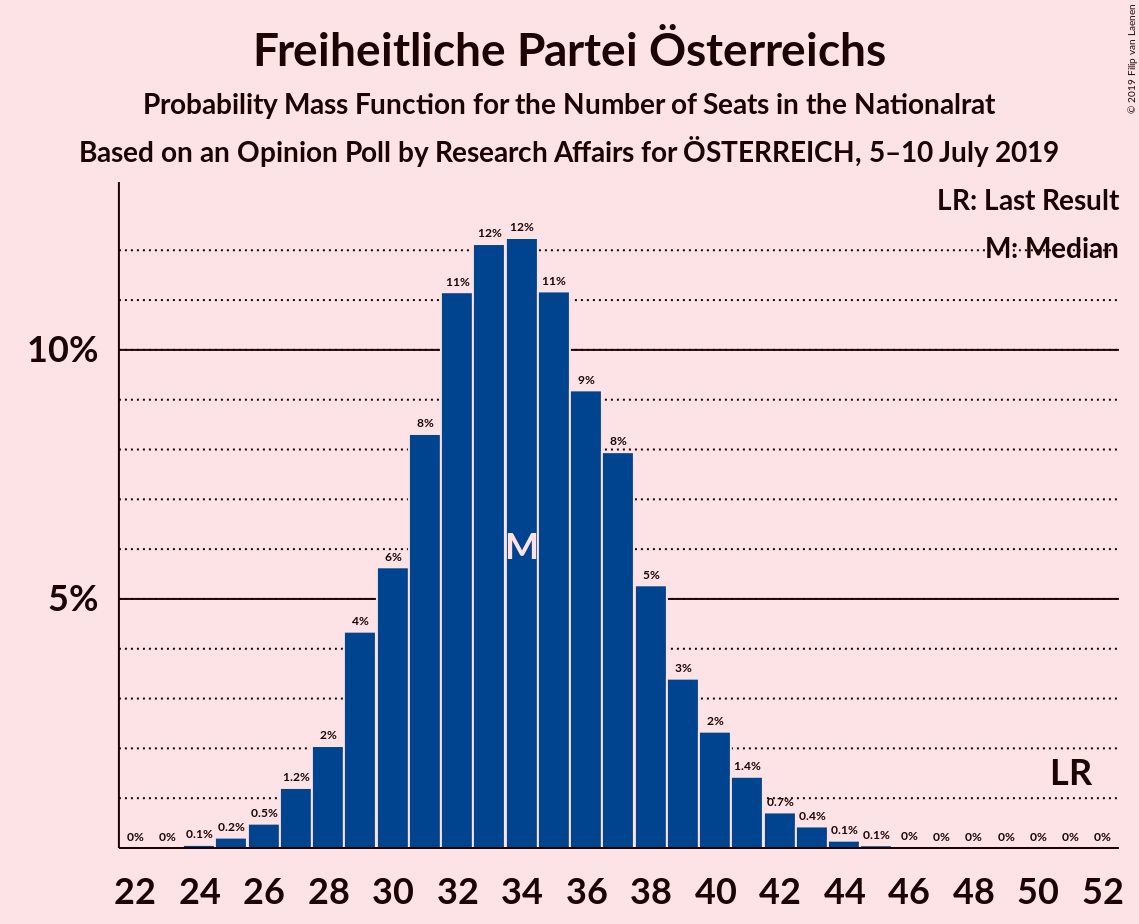 Freiheitliche Partei Österreichs
Probability Mass Function for the Number of Seats in the Nationalrat
Based on an Opinion Poll by Research Affairs for ÖSTERREICH, 5–10 July 2019
© 2019 Filip van Laenen
LR: Last Result
M: Median
10%
5%
0% 0% 0.1% 0.2% 0.5% 1.2% 2% 4% 6% 8% 11% 12% 12% 11% 9% 8% 5% 3% 2% 1.4% 0.7% 0.4% 0.1% 0.1% 0% 0% 0% 0% 0% 0% 0%
M
LR
22 24 26 28 30 32 34 36 38 40 42 44 46 48 50 52